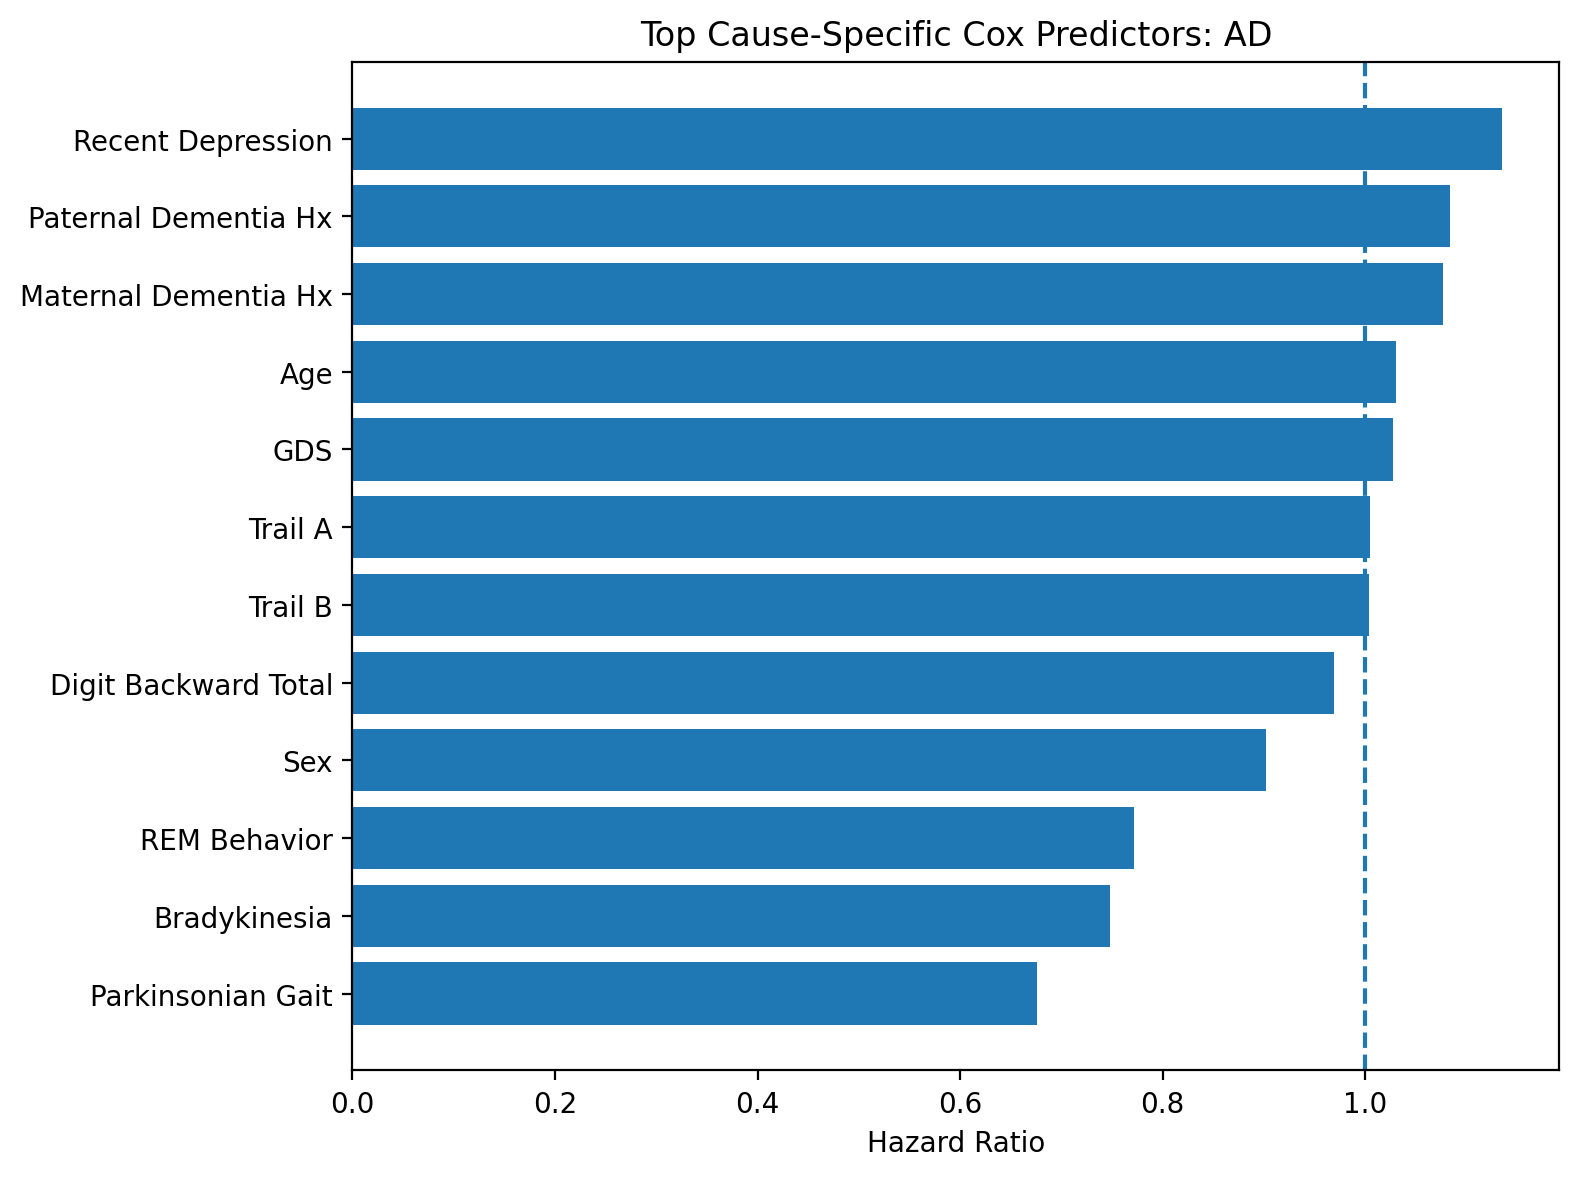 Top Cause-Specific Cox Predictors: AD
Recent Depression
Paternal Dementia Hx
Maternal Dementia Hx
Age
GDS
Trail A
Trail B
Digit Backward Total
Sex
REM Behavior
Bradykinesia
Parkinsonian Gait
0.0 0.2 0.4 0.6 0.8 1.0
Hazard Ratio